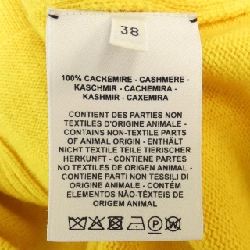 38
100% CACHEMIRE - CASHMERE -
KASCHMIR - CACHEMIRA -
KASHMIR - CAXEMIRA
CONTIENT DES PARTIES NON
TEXTILES D'ORIGINE ANIMALE -
CONTAINS NON-TEXTILE PARTS
OF ANIMAL ORIGIN - ENTHÄLT
NICHT TEXTILE TEILE TIERISCHER
HERKUNFT - CONTIENE PARTES
NO TEXTILES DE ORIGEN ANIMAL -
CONTIENE PARTI NON TESSILI DI
ORIGINE ANIMALE - CONTÉM
ELEMENTOS NÃO-TÊXTEIS DE
ORIGEM ANIMAL
P